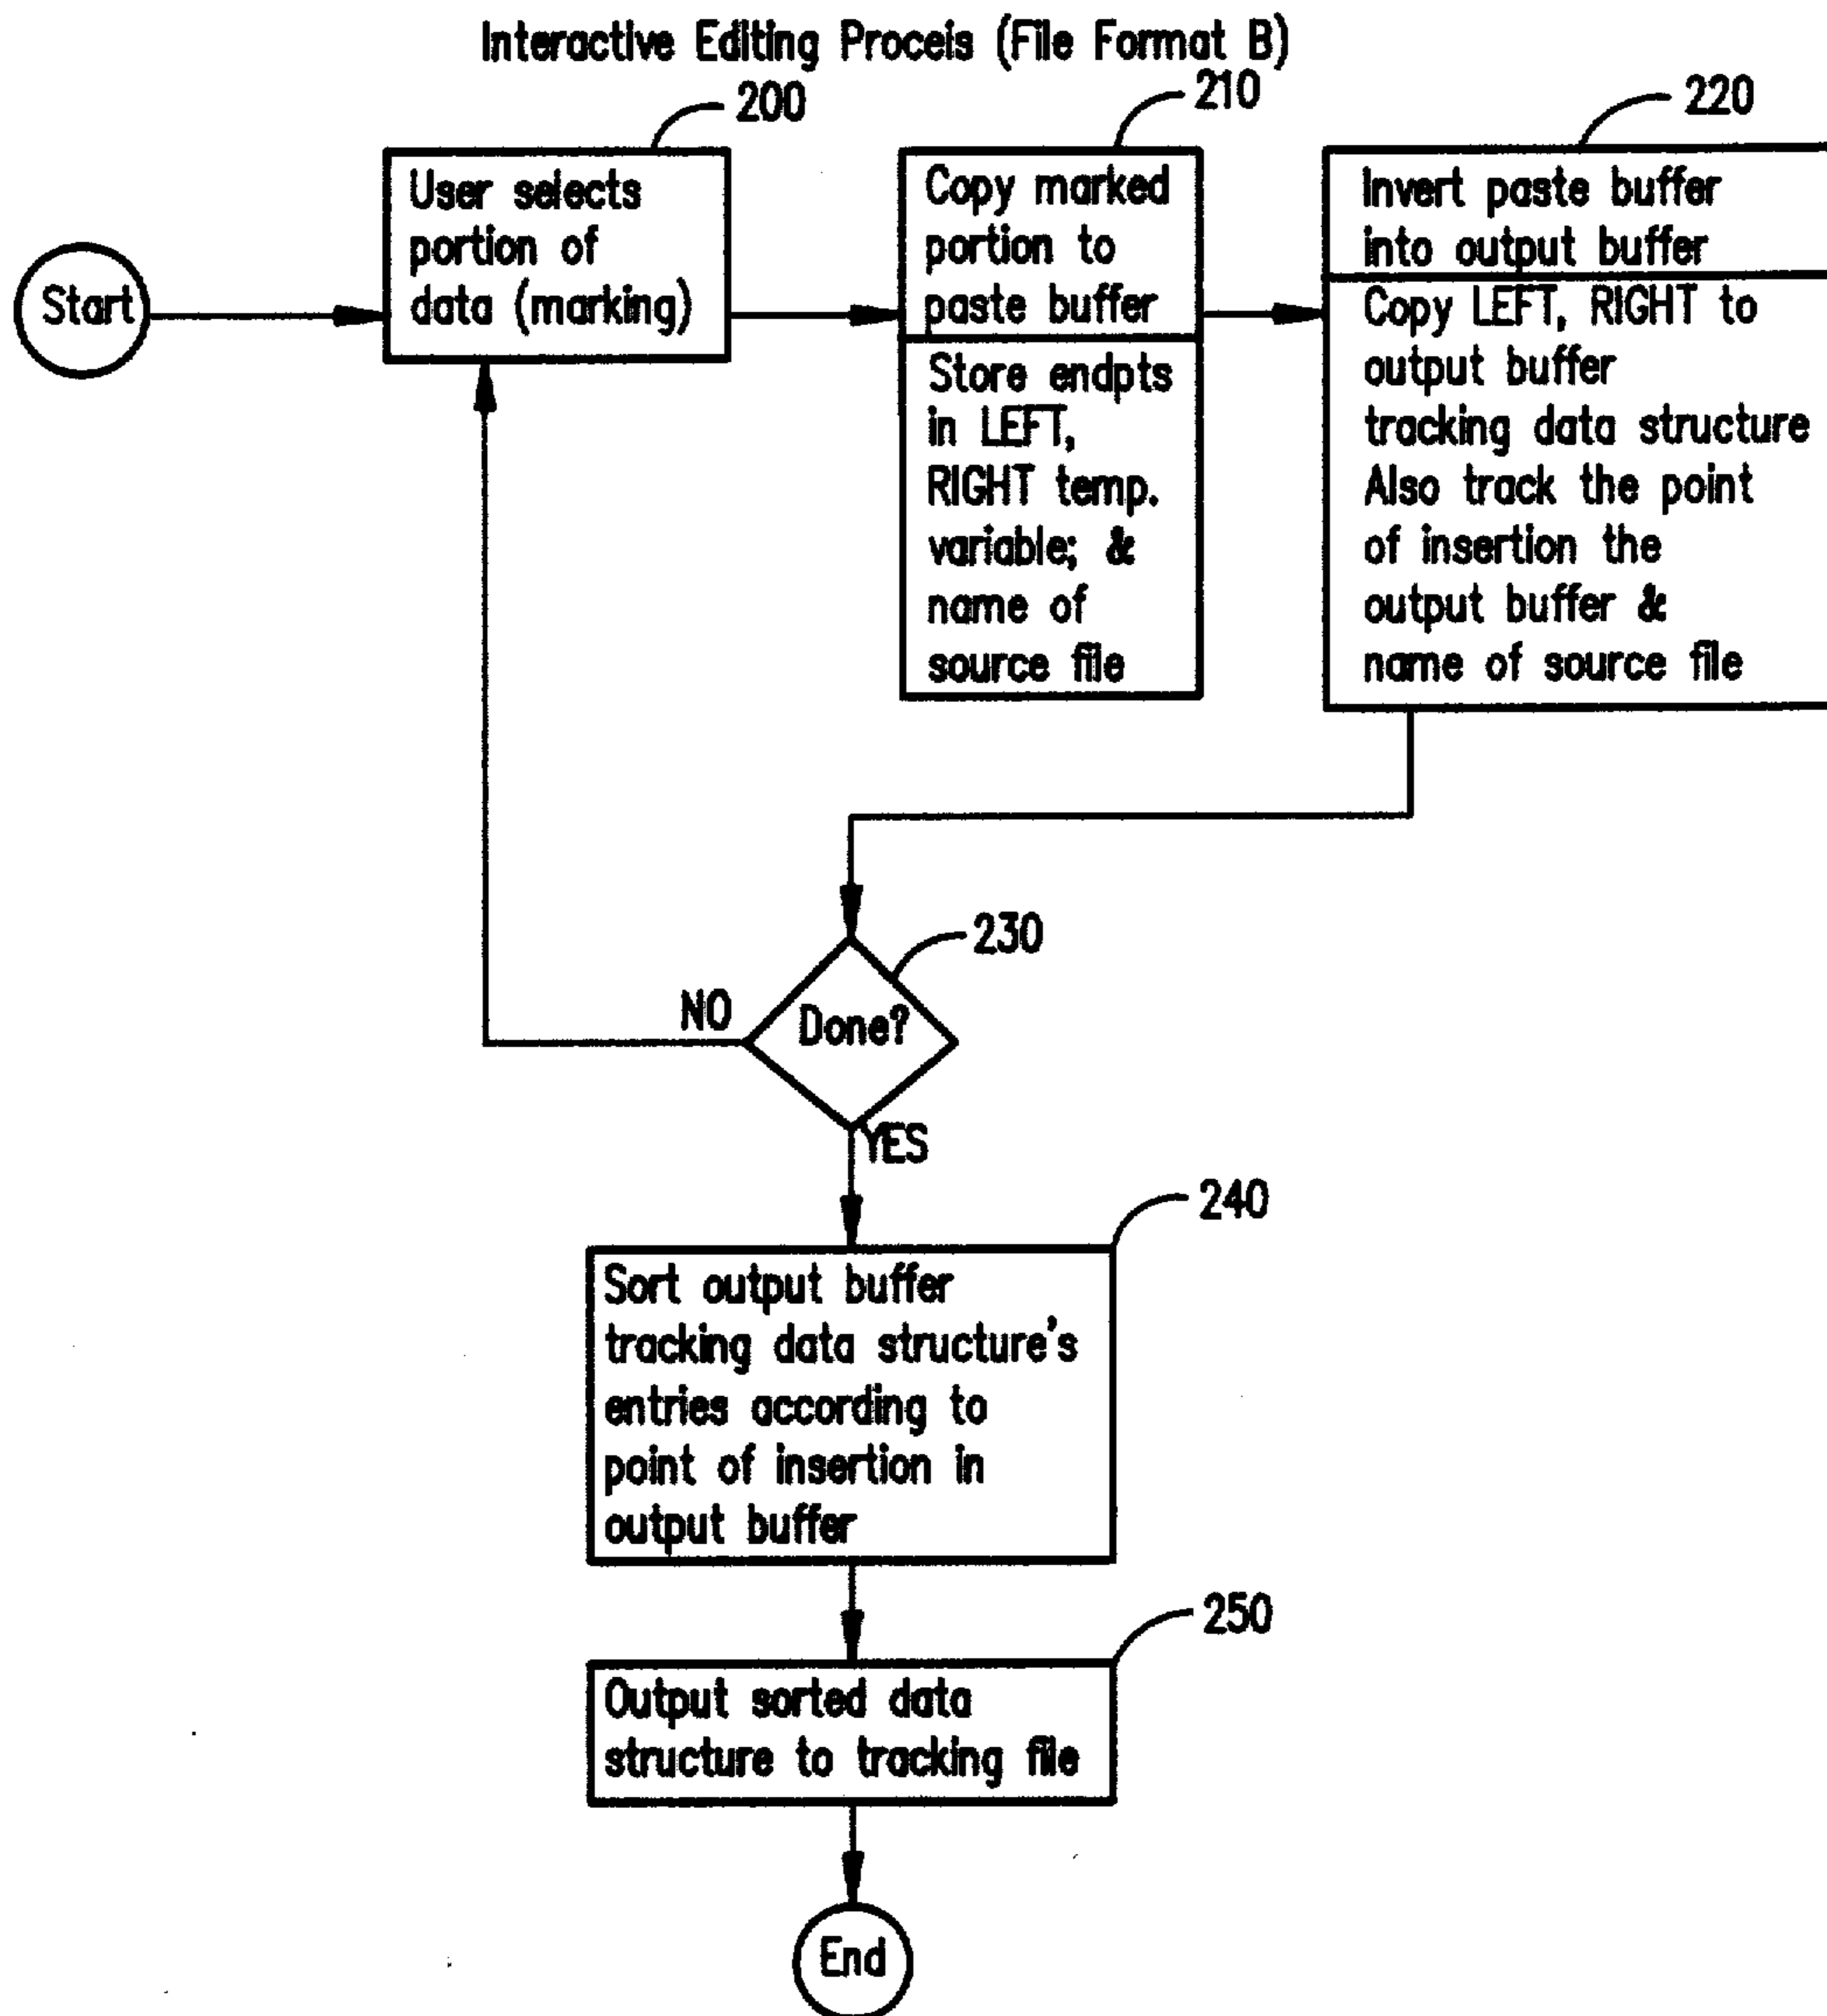 Interactive Editing Proceis (File Format B)
200
210
220
Start
User selects
portion of
data (marking)
Copy marked
portion to
paste buffer
Store endpts
in LEFT,
RIGHT temp.
variable; &
name of
source file
Invert paste buffer
into output buffer
Copy LEFT, RIGHT to
output buffer
tracking data structure
Also track the point
of insertion the
output buffer &
name of source file
230
NO
Done?
YES
240
Sort output buffer
tracking data structure's
entries according to
point of insertion in
output buffer
250
Output sorted data
structure to tracking file
End